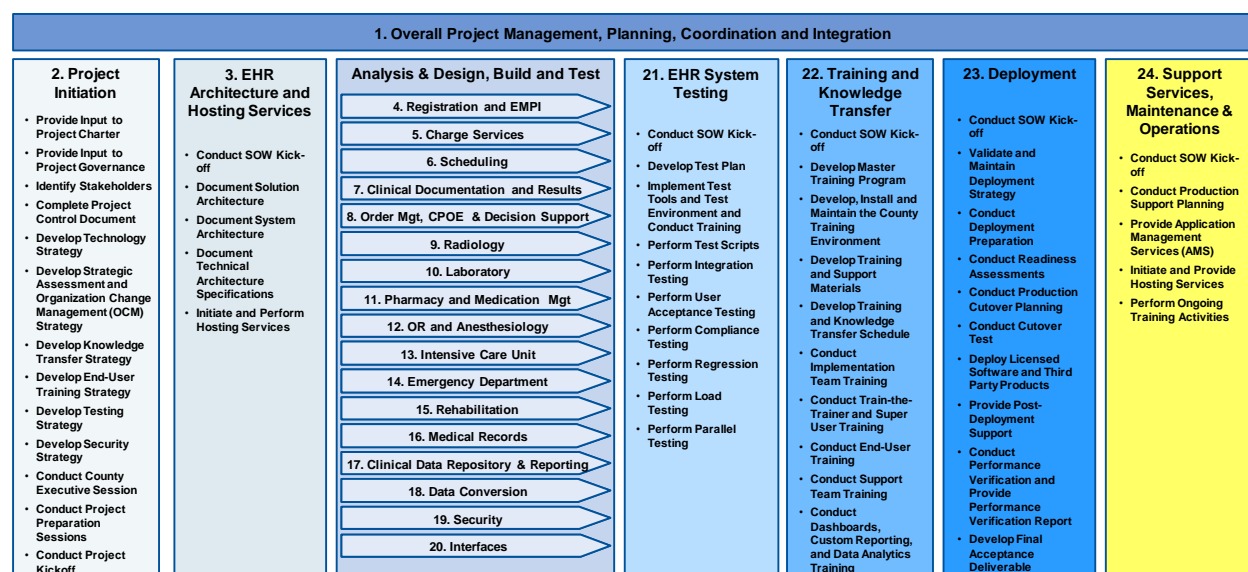 1. Overall Project Management, Planning, Coordination and Integration
2. Project
Initiation
• Provide Input to
Project Charter
• Provide Input to
Project Governance
• Identify Stakeholders
• Complete Project
Control Document
• Develop Technology
Strategy
• Develop Strategic
Assessment and
Organization Change
Management (OCM)
Strategy
• Develop Knowledge
Transfer Strategy
• Develop End-User
Training Strategy
• Develop Testing
Strategy
• Develop Security
Strategy
• Conduct County
Executive Session
• Conduct Project
Preparation
Sessions
• Conduct Project
Kickoff
3. EHR
Architecture and
Hosting Services
• Conduct SOW Kick-
off
• Document Solution
Architecture
• Document System
Architecture
• Document
Technical
Architecture
Specifications
• Initiate and Perform
Hosting Services
Analysis & Design, Build and Test
4. Registration and EMPI
5. Charge Services
6. Scheduling
7. Clinical Documentation and Results
8. Order Mgt, CPOE & Decision Support
9. Radiology
10. Laboratory
11. Pharmacy and Medication Mgt
12. OR and Anesthesiology
13. Intensive Care Unit
14. Emergency Department
15. Rehabilitation
16. Medical Records
17. Clinical Data Repository & Reporting
18. Data Conversion
19. Security
20. Interfaces
21. EHR System
Testing
• Conduct SOW Kick-
off
• Develop Test Plan
• Implement Test
Tools and Test
Environment and
Conduct Training
• Perform Test Scripts
• Perform Integration
Testing
• Perform User
Acceptance Testing
• Perform Compliance
Testing
• Perform Regression
Testing
• Perform Load
Testing
• Perform Parallel
Testing
22. Training and
Knowledge
Transfer
• Conduct SOW Kick-
off
• Develop Master
Training Program
• Develop, Install and
Maintain the County
Training
Environment
• Develop Training
and Support
Materials
• Develop Training
and Knowledge
Transfer Schedule
• Conduct
Implementation
Team Training
• Conduct Train-the-
Trainer and Super
User Training
• Conduct End-User
Training
• Conduct Support
Team Training
• Conduct
Dashboards,
Custom Reporting,
and Data Analytics
Training
23. Deployment
• Conduct SOW Kick-
off
• Validate and
Maintain
Deployment
Strategy
• Conduct
Deployment
Preparation
• Conduct Readiness
Assessments
• Conduct Production
Cutover Planning
• Conduct Cutover
Test
• Deploy Licensed
Software and Third
Party Products
• Provide Post-
Deployment
Support
• Conduct
Performance
Verification and
Provide
Performance
Verification Report
• Develop Final
Acceptance
Deliverable
24. Support
Services,
Maintenance &
Operations
• Conduct SOW Kick-
off
• Conduct Production
Support Planning
• Provide Application
Management
Services (AMS)
• Initiate and Provide
Hosting Services
• Perform Ongoing
Training Activities